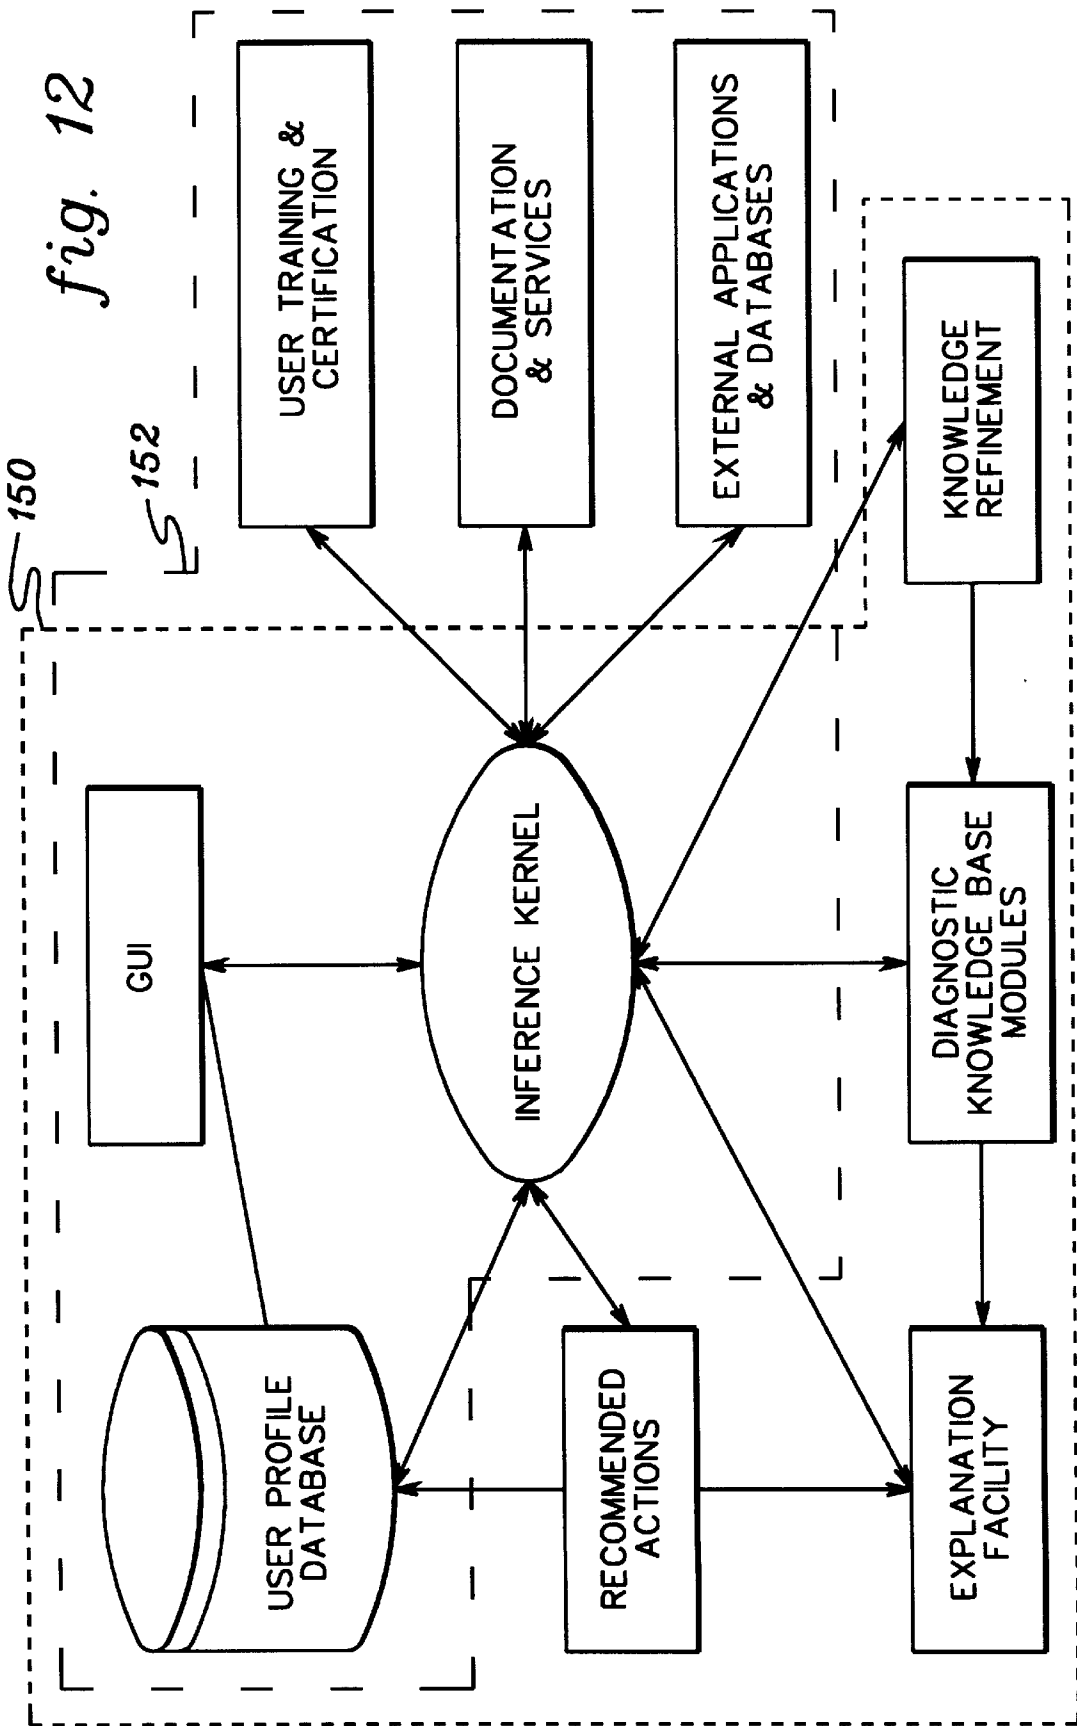 fig. 12
150
152
USER PROFILE
DATABASE
GUI
USER TRAINING &
CERTIFICATION
INFERENCE KERNEL
DOCUMENTATION
& SERVICES
RECOMMENDED
ACTIONS
EXTERNAL APPLICATIONS
& DATABASES
EXPLANATION
FACILITY
DIAGNOSTIC
KNOWLEDGE BASE
MODULES
KNOWLEDGE
REFINEMENT